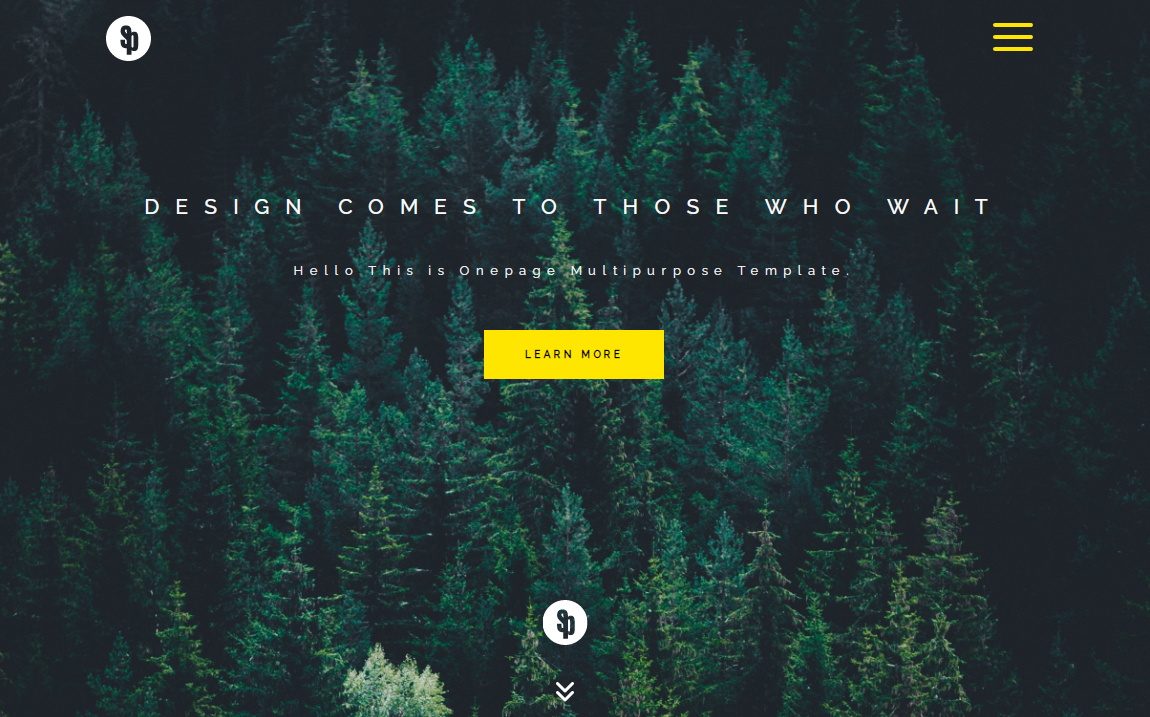 Sp
DESIGN COMES TO THOSE WHO WAIT
Hello This is Onepage Multipurpose Template.
LEARN MORE
Sp